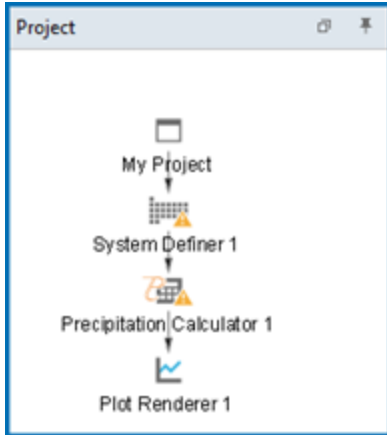 Project
My Project
System Definer 1
Precipitation Calculator 1
Plot Renderer 1